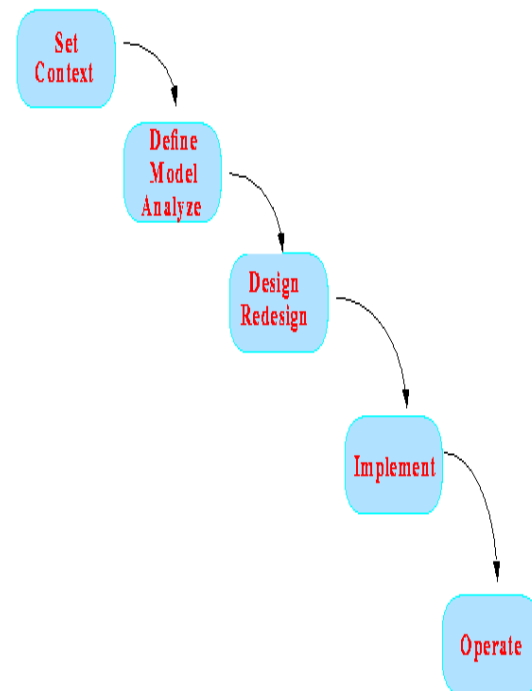 Set
Context
Define
Model
Analyze
Design
Redesign
Implement
Operate